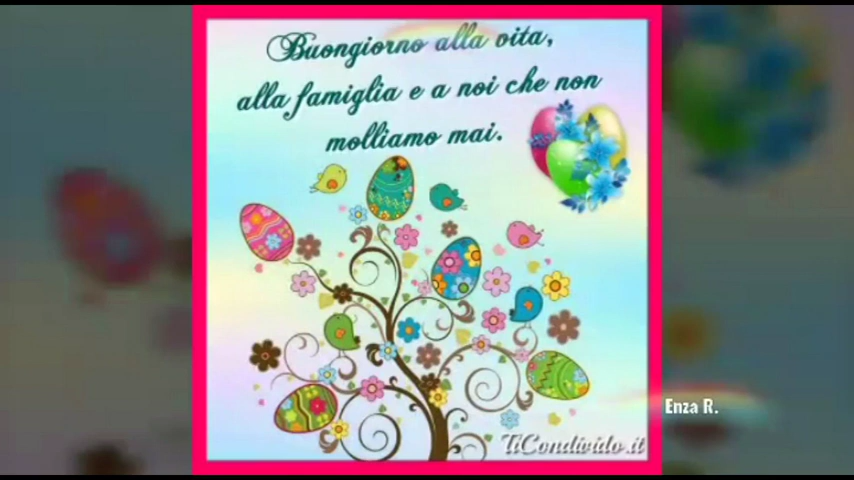 Buongiorno alla vita,
alla famiglia e a noi che non
molliamo mai.
Enza R.
TiCondivido.it